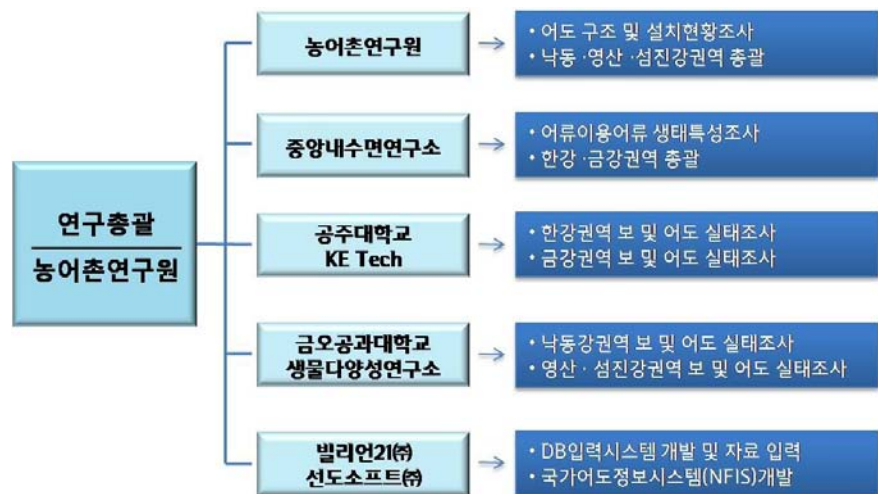 연구총괄
농어촌연구원
농어촌연구원
• 어도 구조 및 설치현황조사
• 낙동·영산·섬진강권역 총괄
중앙내수면연구소
• 어류이용어류 생태특성조사
• 한강·금강권역 총괄
공주대학교
KE Tech
• 한강권역 보 및 어도 실태조사
• 금강권역 보 및 어도 실태조사
금오공과대학교
생물다양성연구소
• 낙동강권역 보 및 어도 실태조사
• 영산·섬진강권역 보 및 어도 실태조사
빌리언21㈜
선도소프트㈜
• DB입력시스템 개발 및 자료 입력
• 국가어도정보시스템(NFIS)개발